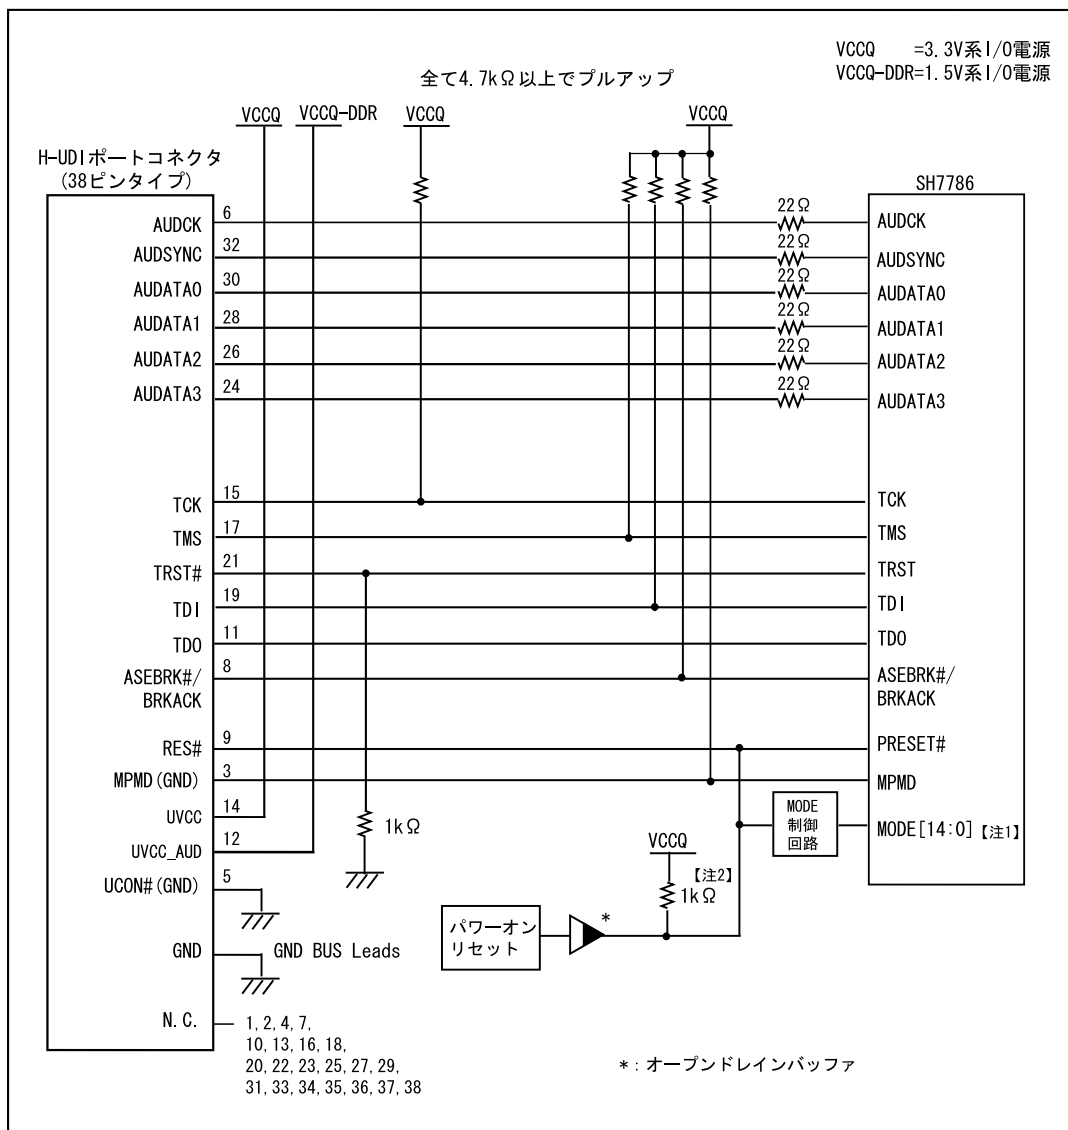 VCCQ =3.3V系I/O電源
VCCQ-DDR=1.5V系I/O電源
全て4.7kΩ以上でプルアップ
VCCQ VCCQ-DDR VCCQ VCCQ
H-UDIポートコネクタ
(38ピンタイプ)
SH7786
AUDCK 6 22Ω AUDCK
AUDSYNC 32 22Ω AUDSYNC
AUDATA0 30 22Ω AUDATA0
AUDATA1 28 22Ω AUDATA1
AUDATA2 26 22Ω AUDATA2
AUDATA3 24 22Ω AUDATA3
TCK 15 TCK
TMS 17 TMS
TRST# 21 TRST
TDI 19 TDI
TDO 11 TDO
ASEBRK#/ 8 ASEBRK#/
BRKACK BRKACK
RES# 9 PRESET#
MPMD(GND) 3 MPMD
UVCC 14
MODE
制御
回路
MODE[14:0]【注1】
1kΩ
UVCC_AUD 12
VCCQ
【注2】
1kΩ
UCON#(GND) 5
パワーオン
リセット
*
GND GND BUS Leads
N.C. 1, 2, 4, 7,
10, 13, 16, 18,
20, 22, 23, 25, 27, 29,
31, 33, 34, 35, 36, 37, 38
*：オープンドレインバッファ